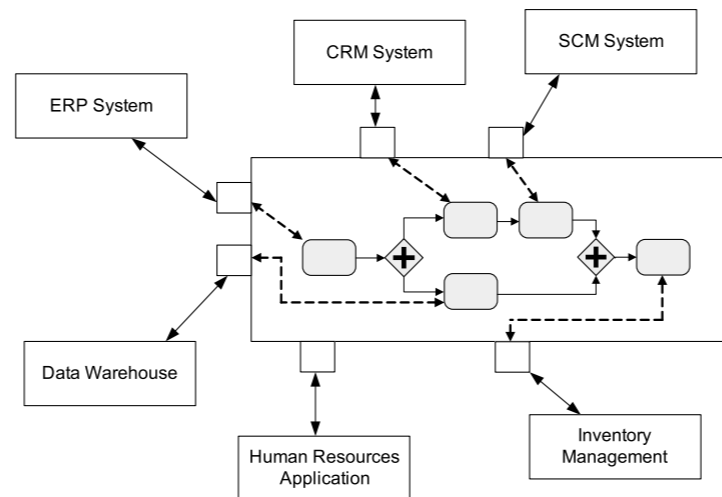 SCM System
CRM System
ERP System
Data Warehouse
Human Resources
Application
Inventory
Management